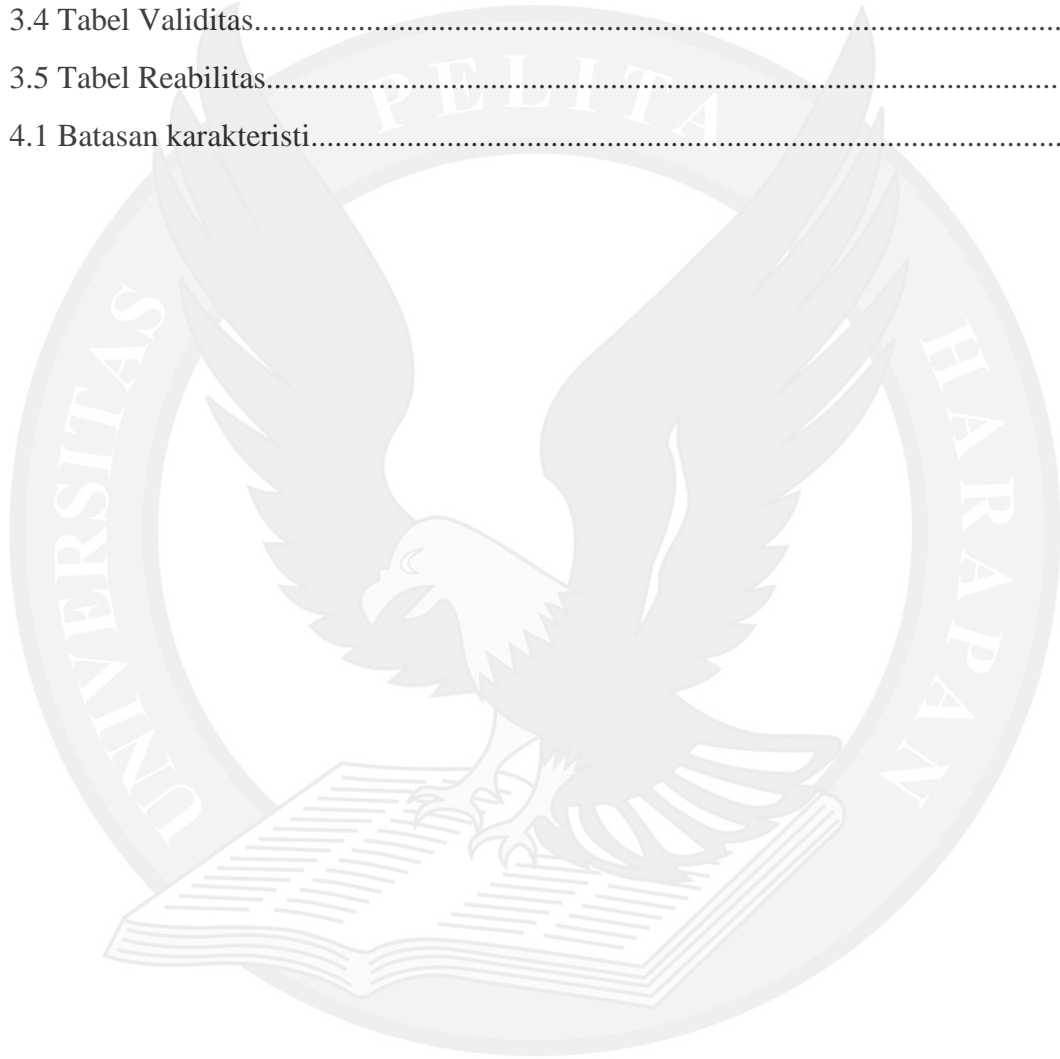 3.4 Tabel Validitas........................................................................................................
3.5 Tabel Reabilitas......................................................................................................
4.1 Batasan karakteristi................................................................................................
UNIVERSITAS PELITA HARAPAN